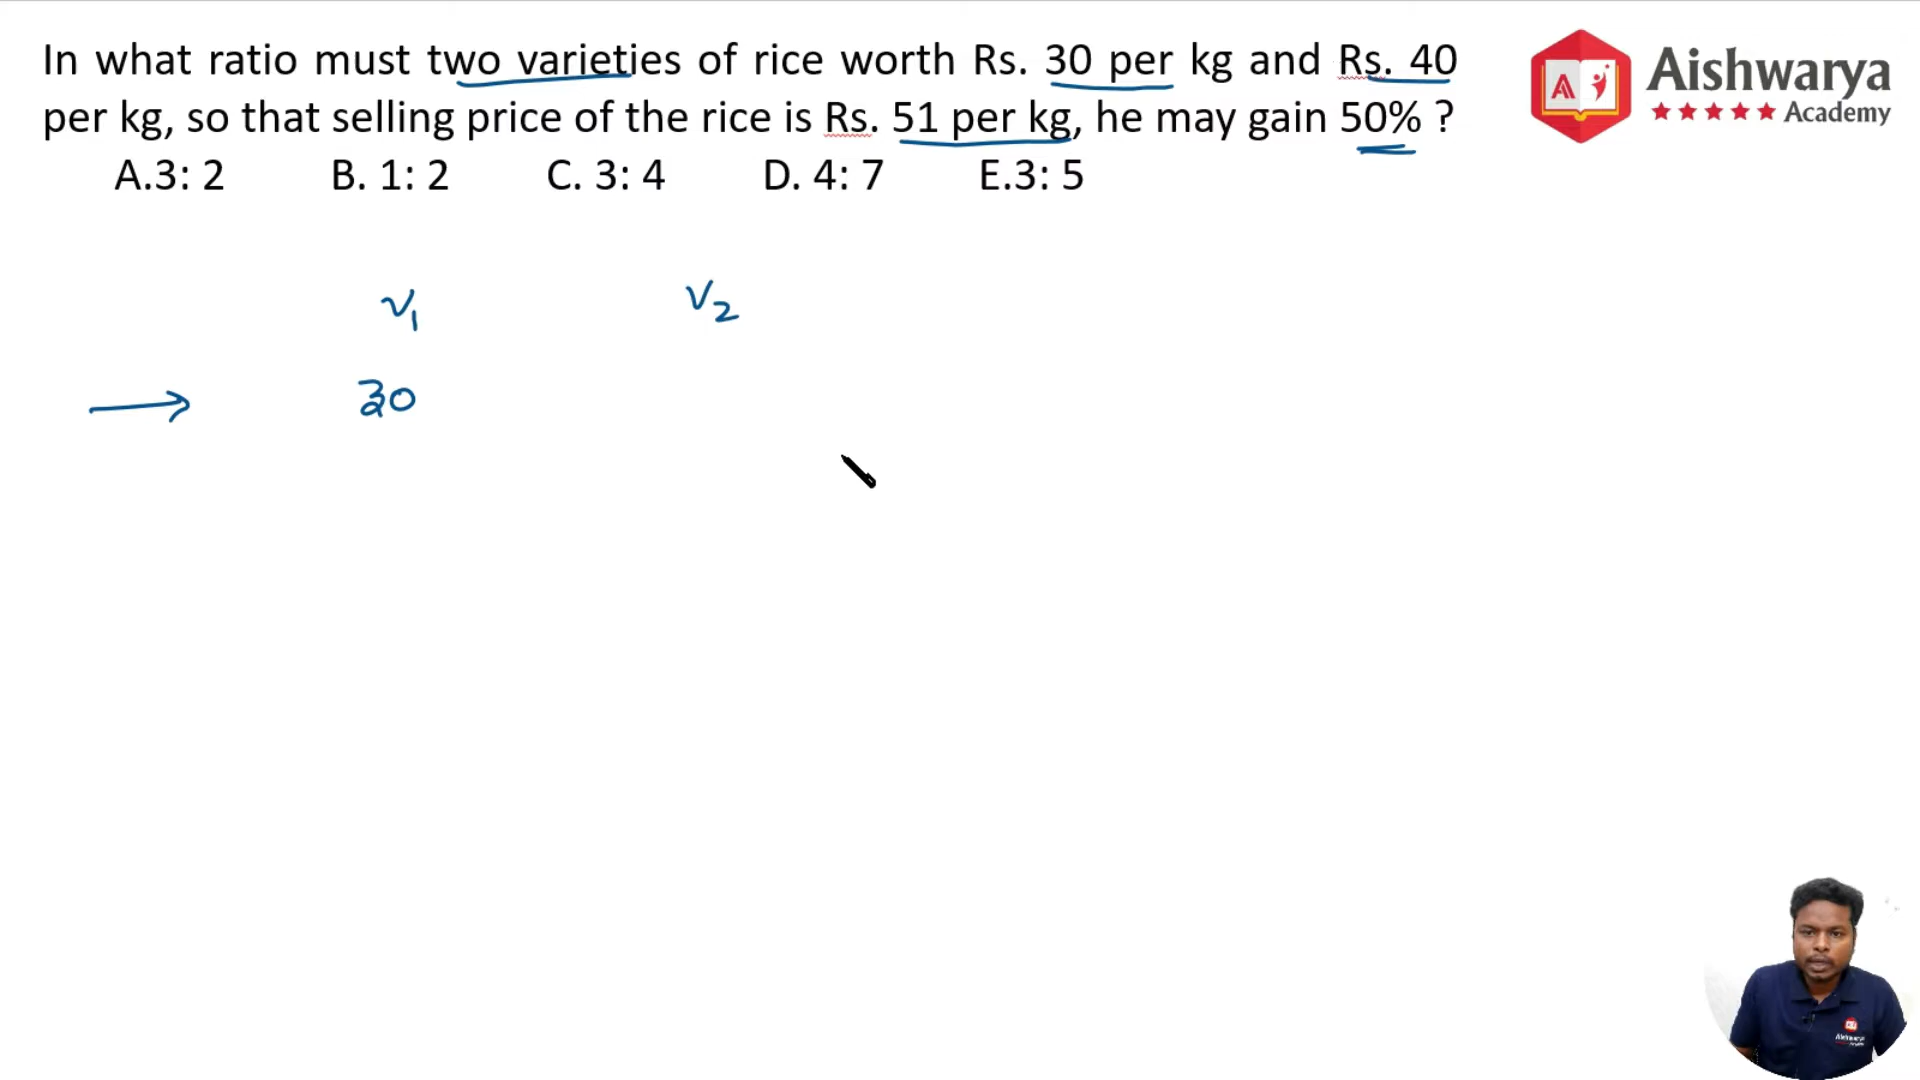 In what ratio must two varieties of rice worth Rs. 30 per kg and Rs. 40
per kg, so that selling price of the rice is Rs. 51 per kg, he may gain 50% ?
A.3: 2 B. 1: 2 C. 3: 4 D. 4: 7 E.3: 5
Aishwarya
Academy
V1 V2
30